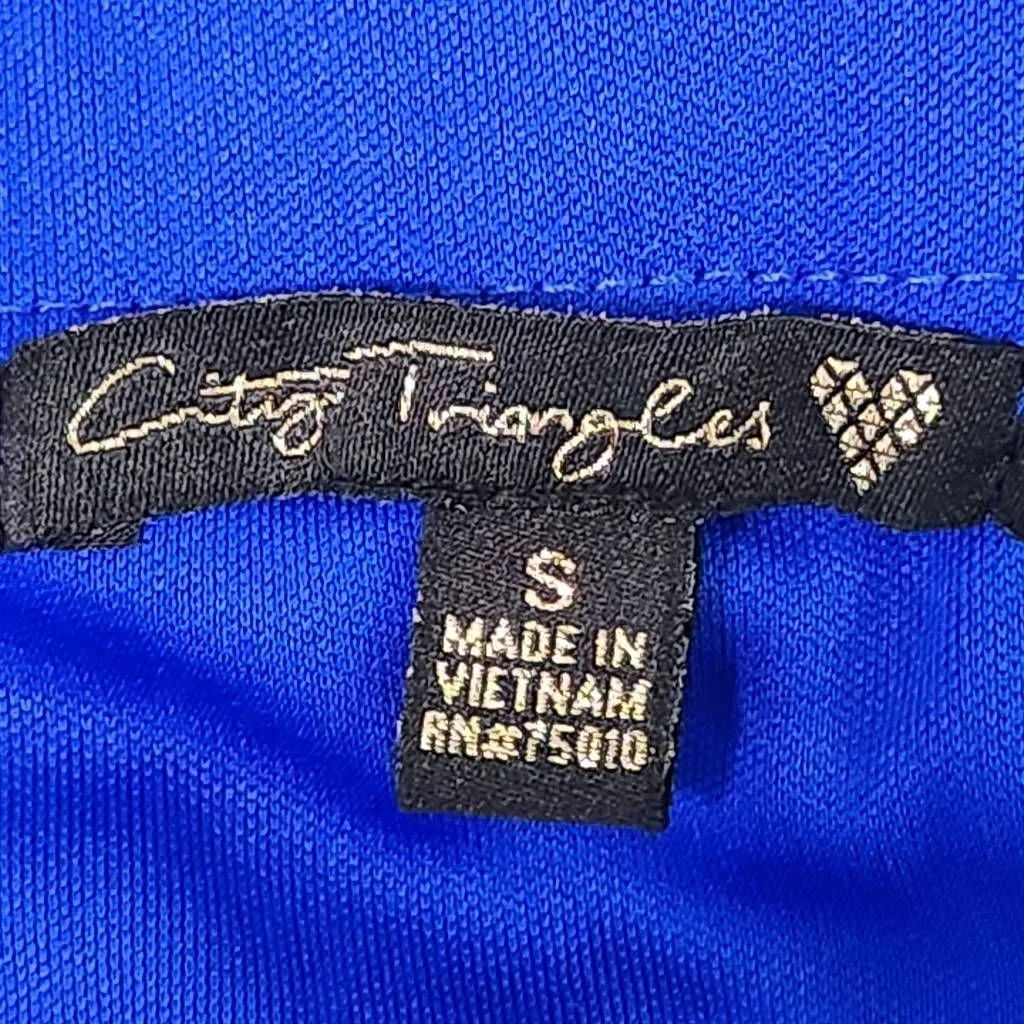 City Triangles
S
MADE IN
VIETNAM
RN#75010